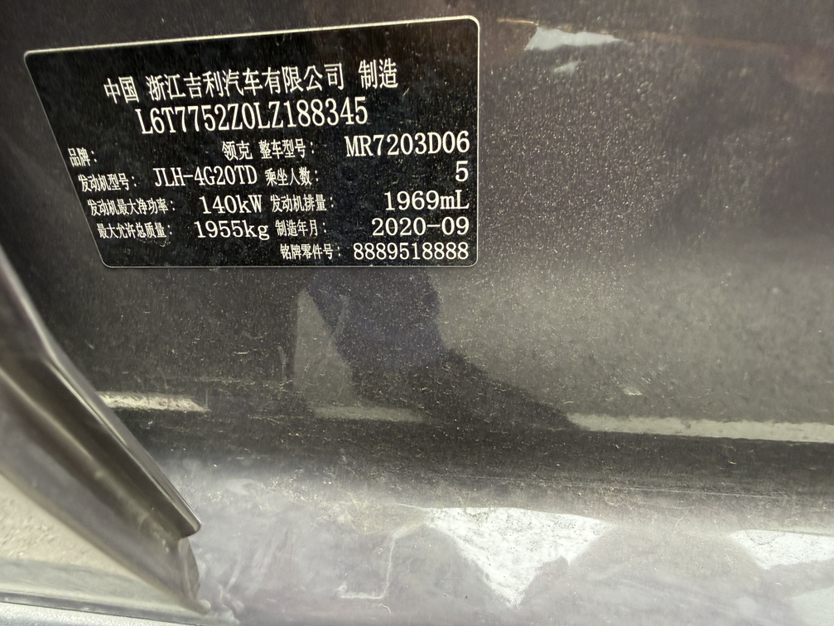 中国 浙江吉利汽车有限公司 制造
L6T7752Z0LZ188345
品牌： 领克 整车型号： MR7203D06
发动机型号： JLH-4G20TD 乘坐人数： 5
发动机最大净功率： 140kW 发动机排量： 1969mL
最大允许总质量： 1955kg 制造年月： 2020-09
铭牌零件号： 8889518888